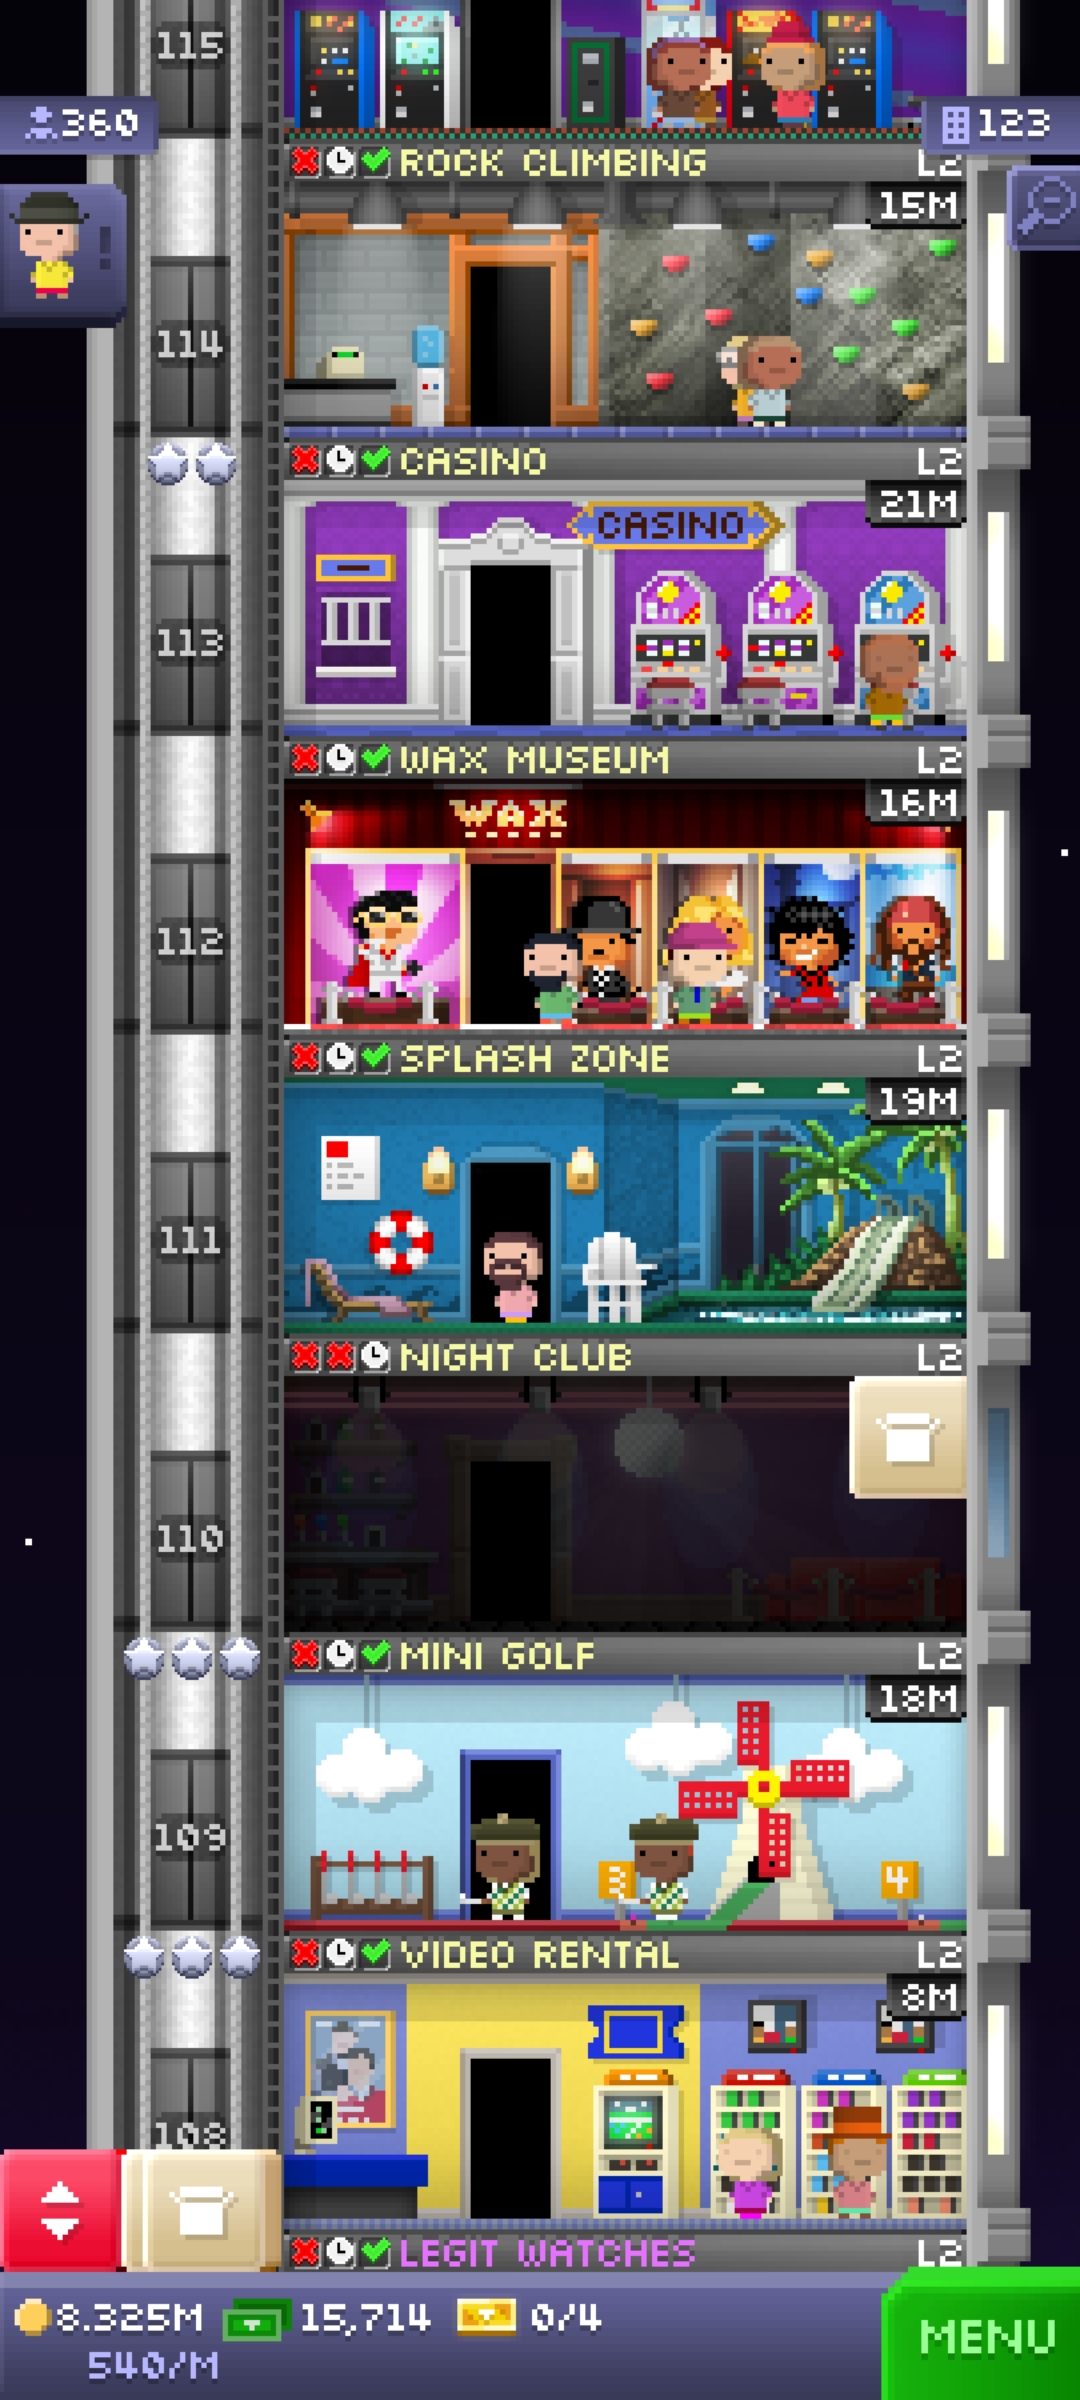 115
360
123
ROCK CLIMBING L2
15M
114
CASINO L2
21M
CASINO
113
WAX MUSEUM L2
16M
WAX
112
SPLASH ZONE L2
19M
111
NIGHT CLUB L2
110
MINI GOLF L2
18M
109
3
4
VIDEO RENTAL L2
8M
108
LEGIT WATCHES L2
8.325M 15,714 0/4
540/M
MENU